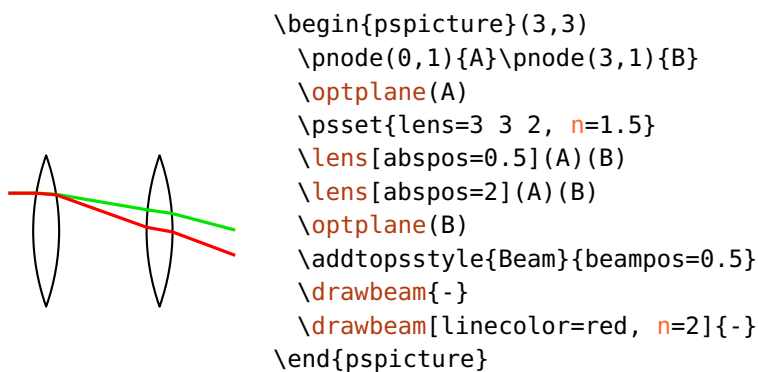 \begin{pspicture}(3,3)
  \pnode(0,1){A}\pnode(3,1){B}
  \optplane(A)
  \psset{lens=3 3 2, n=1.5}
  \lens[abspos=0.5](A)(B)
  \lens[abspos=2](A)(B)
  \optplane(B)
  \addtopsstyle{Beam}{beampos=0.5}
  \drawbeam{-}
  \drawbeam[linecolor=red, n=2]{-}
\end{pspicture}